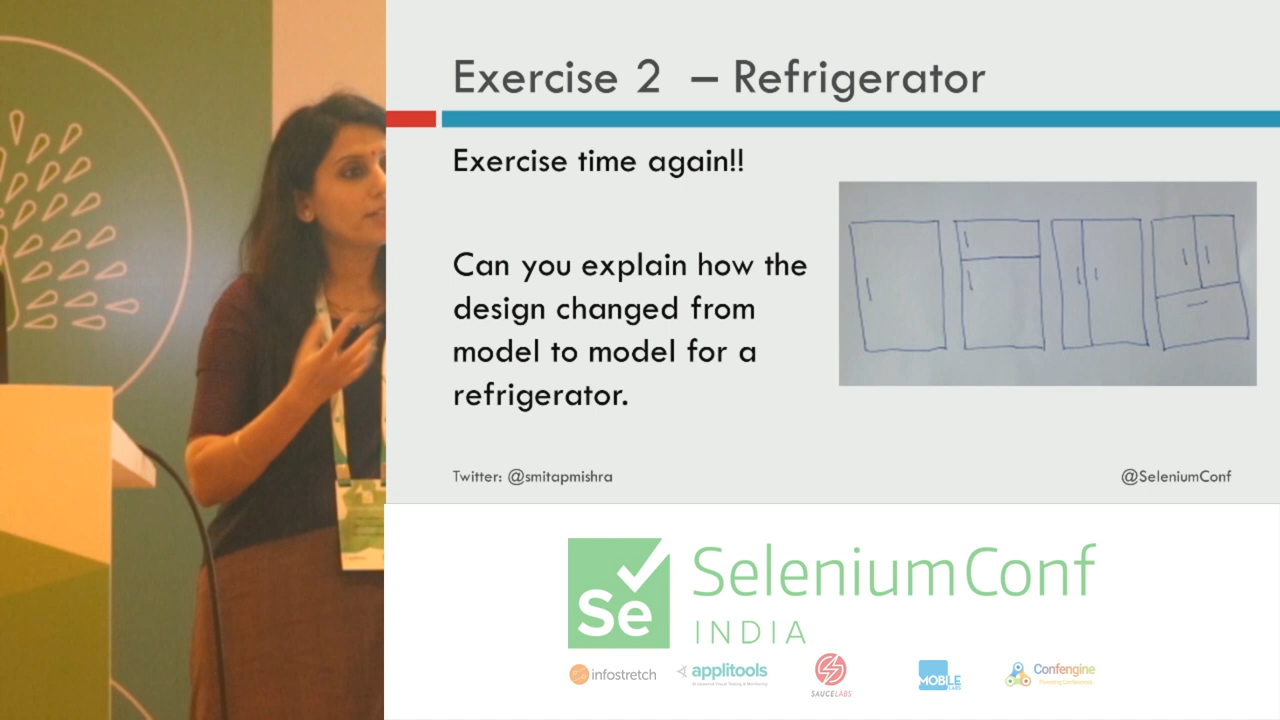 Exercise 2 – Refrigerator
Exercise time again!!
Can you explain how the
design changed from
model to model for a
refrigerator.
Twitter: @smitapmishra
@SeleniumConf
Se
SeleniumConf
INDIA
infostretch
applitools
SAUCELABS
MOBILE
LABS
Confengine